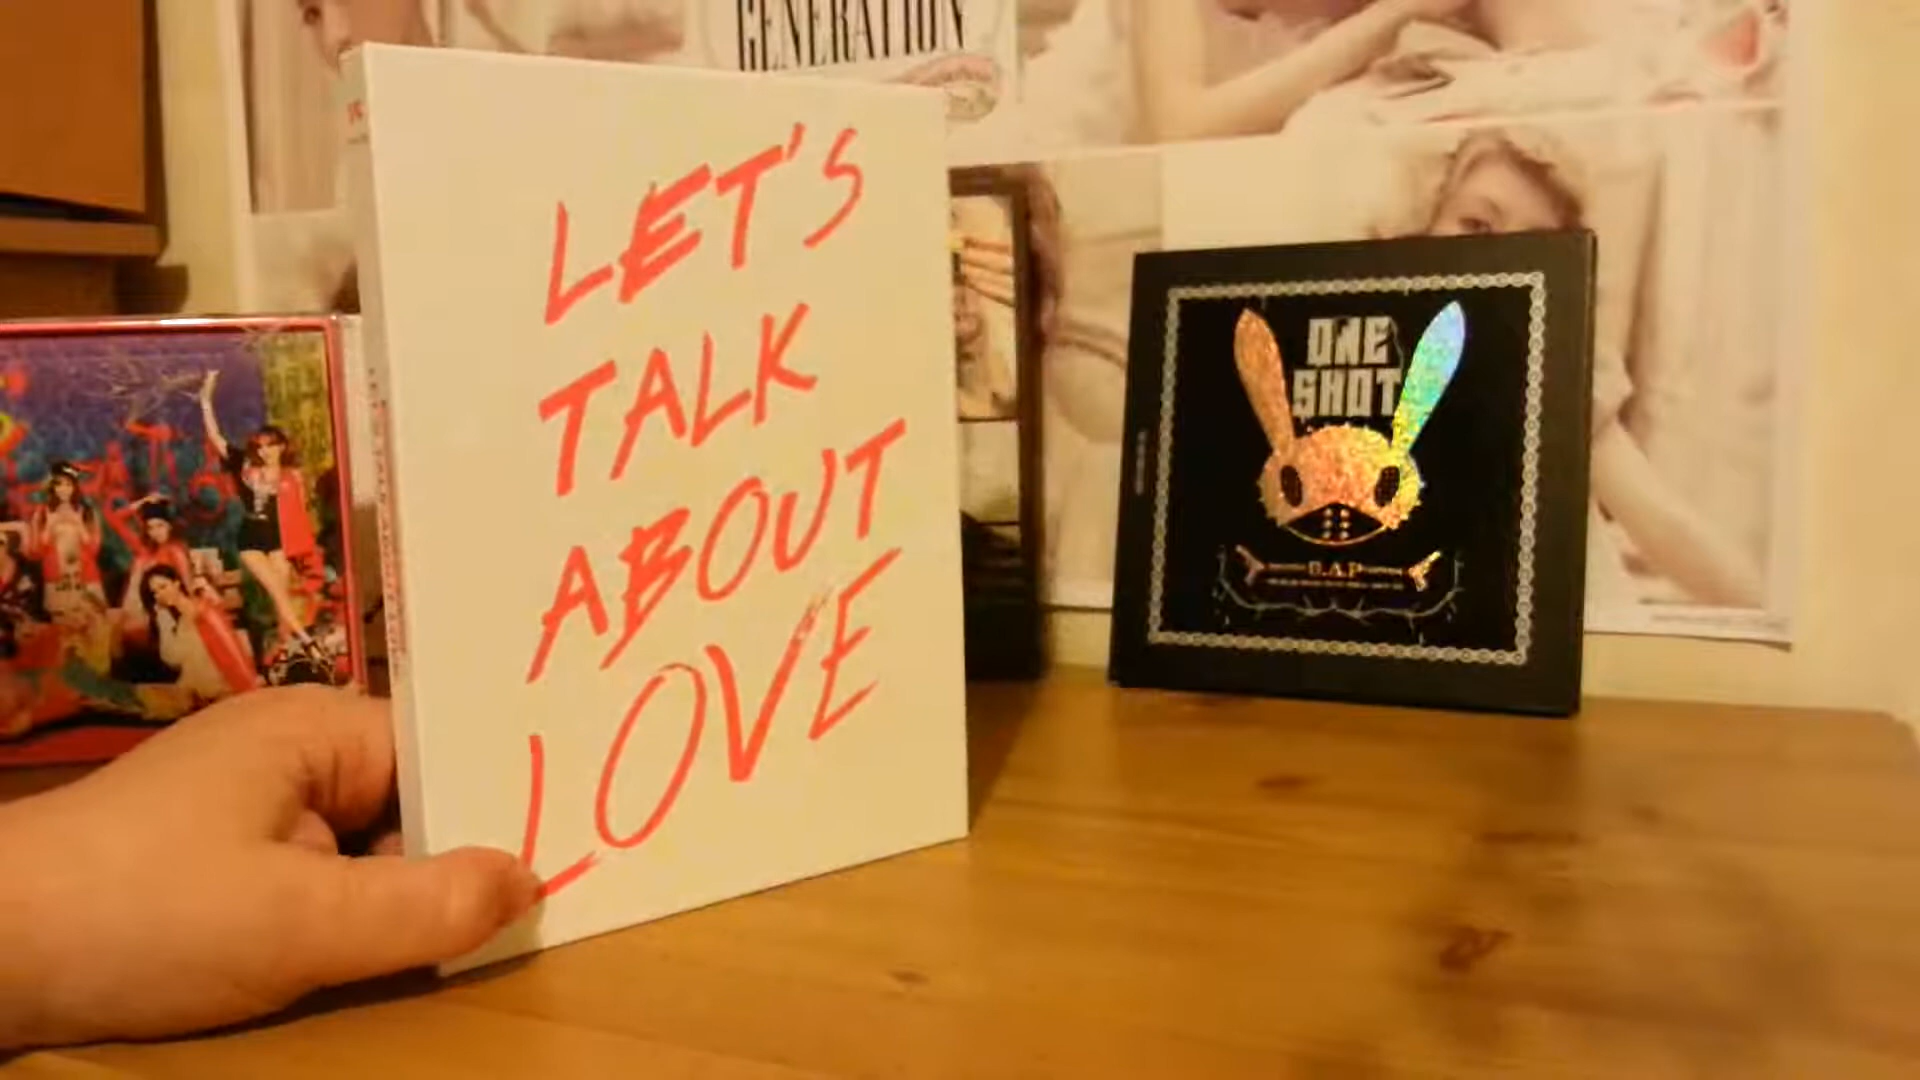 GENERATION
LET'S
TALK
ABOUT
LOVE
ONE
SHOT
B.A.P